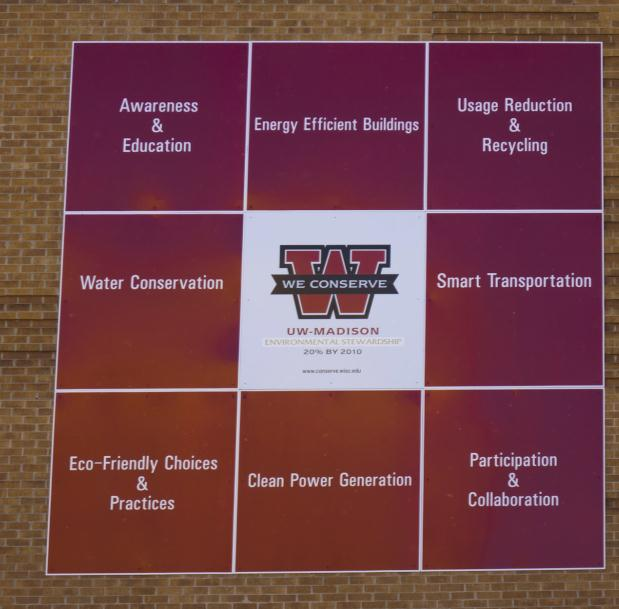 Awareness
&
Education
Energy Efficient Buildings
Usage Reduction
&
Recycling
Water Conservation
W
WE CONSERVE
UW-MADISON
ENVIRONMENTAL STEWARDSHIP
20% BY 2010
www.conserve.wisc.edu
Smart Transportation
Eco-Friendly Choices
&
Practices
Clean Power Generation
Participation
&
Collaboration